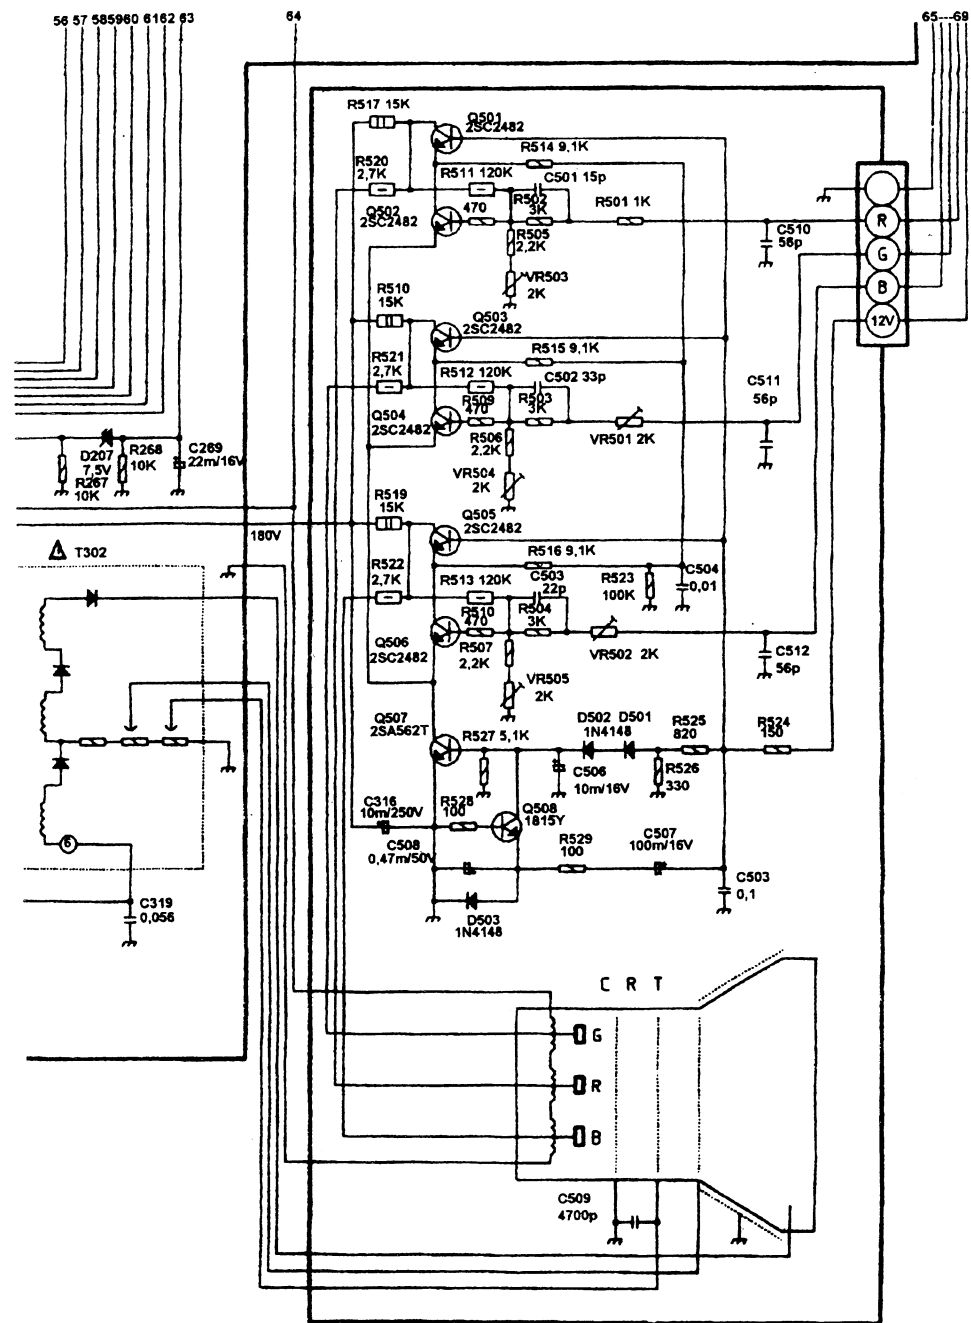 56 57 58 59 60 61 62 63
64
65---69
R517 15K
Q501
2SC2482
R514 9,1K
R520
2,7K
R511 120K
C501 15p
R502
3K
R501 1K
Q502
2SC2482
470
R505
2,2K
C510
56p
R
G
B
12V
VR503
2K
R510
15K
Q503
2SC2482
R515 9,1K
R521
2,7K
R512 120K
C502 33p
R509
470
R503
3K
C511
56p
Q504
2SC2482
R506
2,2K
VR501 2K
VR504
2K
D207
7,5V
R268
10K
C269
22m/16V
R267
10K
R519
15K
Q505
2SC2482
180V
T302
R516 9,1K
R522
2,7K
R513 120K
C503
22p
R523
100K
C504
0,01
R510
470
R504
3K
Q506
2SC2482
R507
2,2K
VR502 2K
C512
56p
VR505
2K
Q507
2SA562T
R527 5,1K
D502 D501
1N4148
R525
820
R524
150
C506
10m/16V
R526
330
C316
10m/250V
R528
100
Q508
1815Y
C508
0,47m/50V
R529
100
C507
100m/16V
6
C503
0,1
C319
0,056
D503
1N4148
C R T
G
R
B
C509
4700p